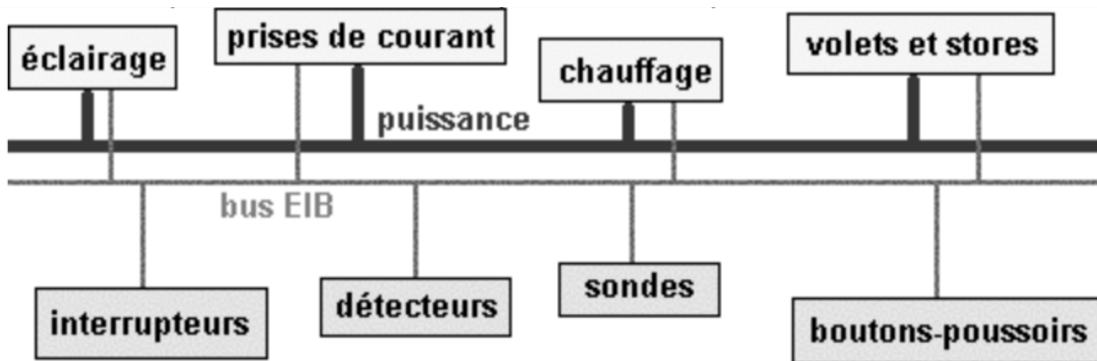 éclairage
prises de courant
chauffage
volets et stores
puissance
bus EIB
interrupteurs
détecteurs
sondes
boutons-poussoirs